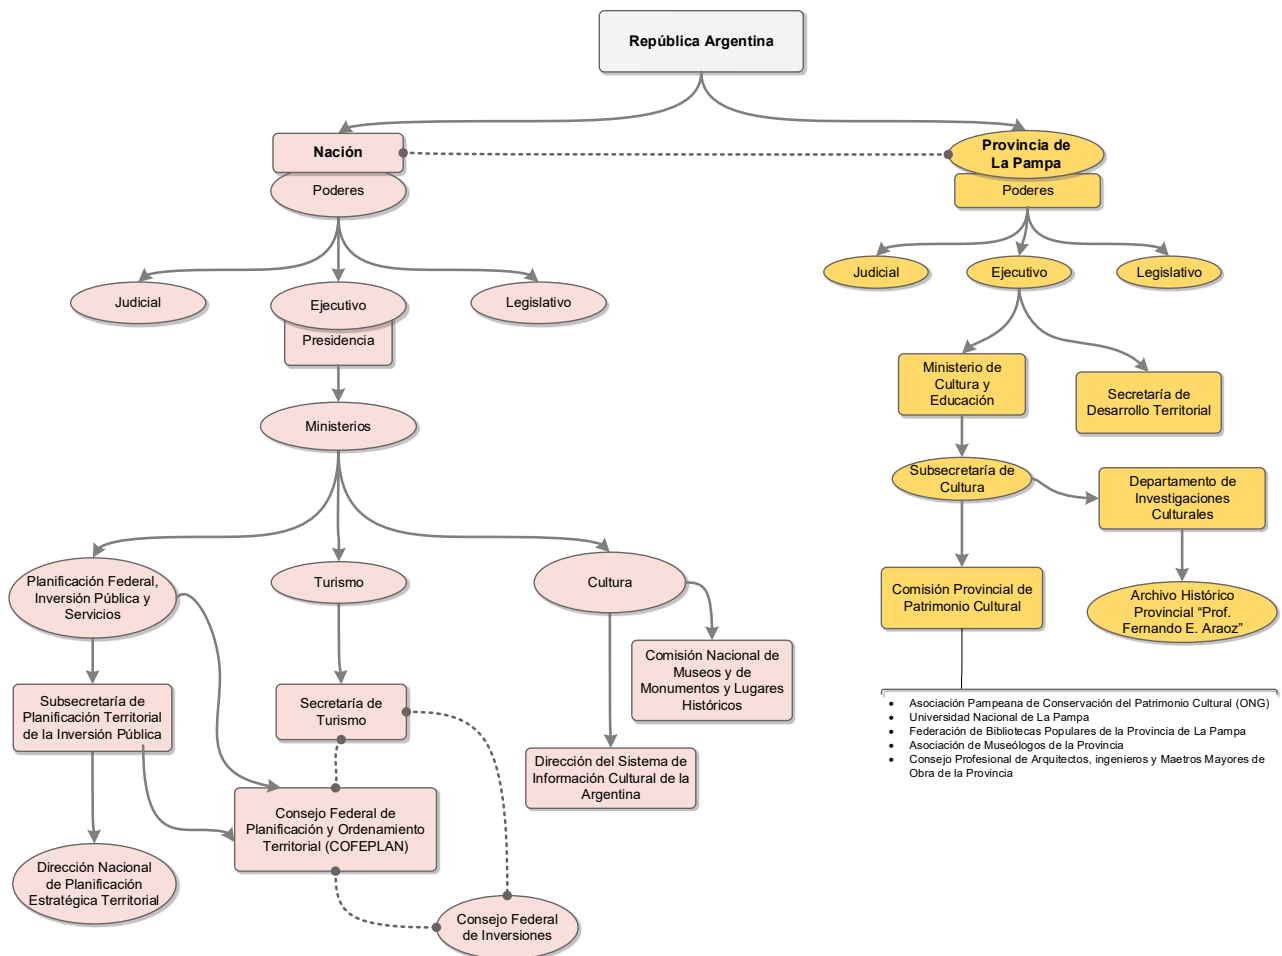 República Argentina
Nación
Provincia de
La Pampa
Poderes
Poderes
Judicial
Ejecutivo
Legislativo
Presidencia
Judicial
Ejecutivo
Legislativo
Ministerio de
Cultura y
Educación
Secretaría de
Desarrollo Territorial
Ministerios
Subsecretaría de
Cultura
Departamento de
Investigaciones
Culturales
Planificación Federal,
Inversión Pública y
Servicios
Turismo
Cultura
Comisión Provincial de
Patrimonio Cultural
Archivo Histórico
Provincial “Prof.
Fernando E. Araoz”
Comisión Nacional de
Museos y de
Monumentos y Lugares
Históricos
Subsecretaría de
Planificación Territorial
de la Inversión Pública
Secretaría de
Turismo
• Asociación Pampeana de Conservación del Patrimonio Cultural (ONG)
• Universidad Nacional de La Pampa
• Federación de Bibliotecas Populares de la Provincia de La Pampa
• Asociación de Museólogos de la Provincia
• Consejo Profesional de Arquitectos, ingenieros y Maetros Mayores de
Obra de la Provincia
Dirección del Sistema de
Información Cultural de la
Argentina
Consejo Federal de
Planificación y Ordenamiento
Territorial (COFEPLAN)
Dirección Nacional
de Planificación
Estratégica Territorial
Consejo Federal
de Inversiones